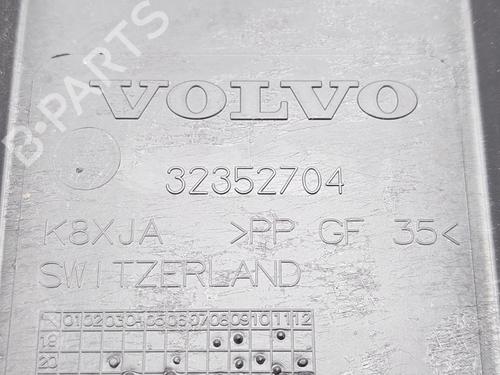 B-PARTS
VOLVO
32352704
K8XJA >PP GF 35<
SWITZERLAND
01 02 03 04 05 06 07 08 09 10 11 12
19
20